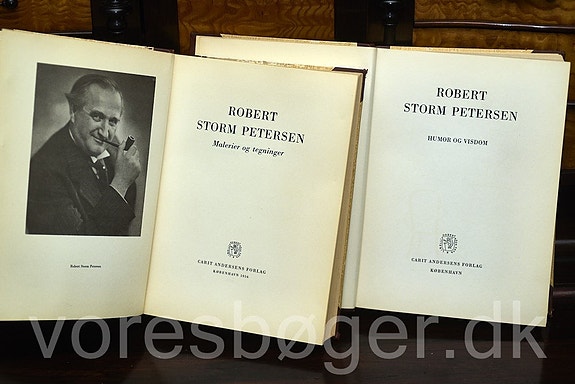 Robert Storm Petersen
ROBERT
STORM PETERSEN
Malerier og tegninger
CARIT ANDERSENS FORLAG
KØBENHAVN 1950
ROBERT
STORM PETERSEN
HUMOR OG VISDOM
CARIT ANDERSENS FORLAG
KØBENHAVN
voresbøger.dk